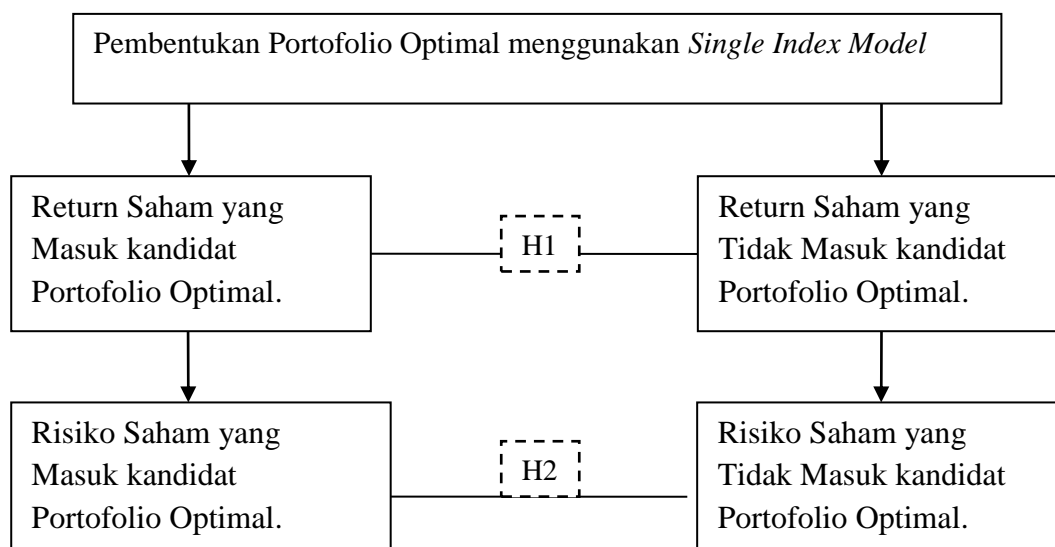 Pembentukan Portofolio Optimal menggunakan Single Index Model
Return Saham yang
Masuk kandidat
Portofolio Optimal.
H1
Return Saham yang
Tidak Masuk kandidat
Portofolio Optimal.
Risiko Saham yang
Masuk kandidat
Portofolio Optimal.
H2
Risiko Saham yang
Tidak Masuk kandidat
Portofolio Optimal.